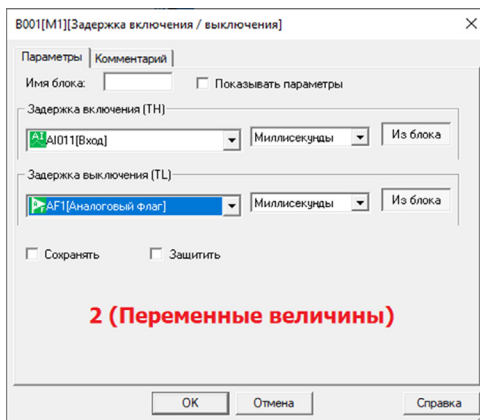 B001[M1][Задержка включения / выключения]
Параметры Комментарий
Имя блока: Показывать параметры
Задержка включения (TH)
AI AI011[Вход] Миллисекунды Из блока
Задержка выключения (TL)
AF1[Аналоговый флаг] Миллисекунды Из блока
Сохранять Защитить
2 (Переменные величины)
OK Отмена Справка